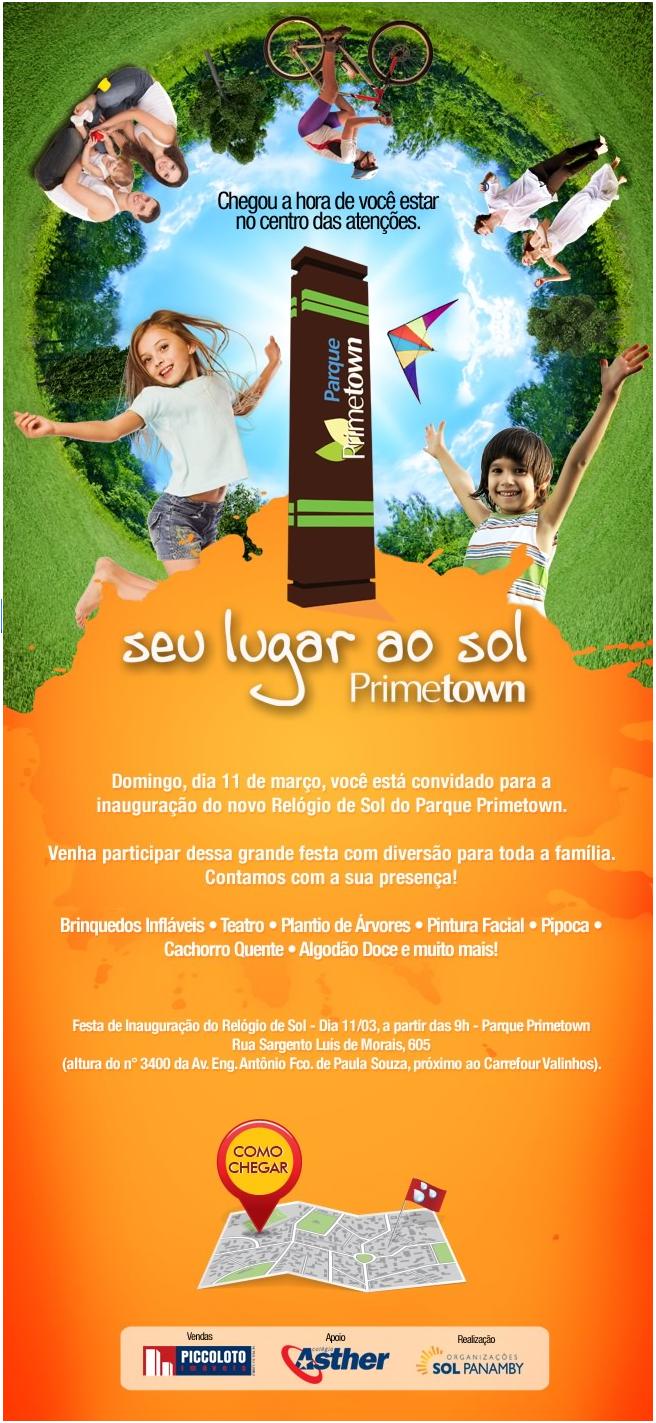 Chegou a hora de você estar
no centro das atenções.
Parque
Primetown
seu lugar ao sol
Primetown
Domingo, dia 11 de março, você está convidado para a
inauguração do novo Relógio de Sol do Parque Primetown.
Venha participar dessa grande festa com diversão para toda a família.
Contamos com a sua presença!
Brinquedos Infláveis • Teatro • Plantio de Árvores • Pintura Facial • Pipoca •
Cachorro Quente • Algodão Doce e muito mais!
Festa de Inauguração do Relógio de Sol - Dia 11/03, a partir das 9h - Parque Primetown
Rua Sargento Luís de Morais, 605
(altura do n° 3400 da Av. Eng. Antônio Fco. de Paula Souza, próximo ao Carrefour Valinhos).
COMO
CHEGAR
Vendas
PICCOLOTO
imóveis
Apoio
colégio
Asther
Realização
ORGANIZAÇÕES
SOL PANAMBY